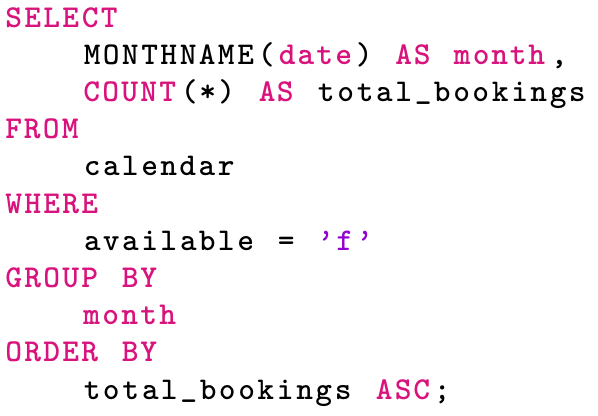 SELECT
    MONTHNAME(date) AS month,
    COUNT(*) AS total_bookings
FROM
    calendar
WHERE
    available = 'f'
GROUP BY
    month
ORDER BY
    total_bookings ASC;